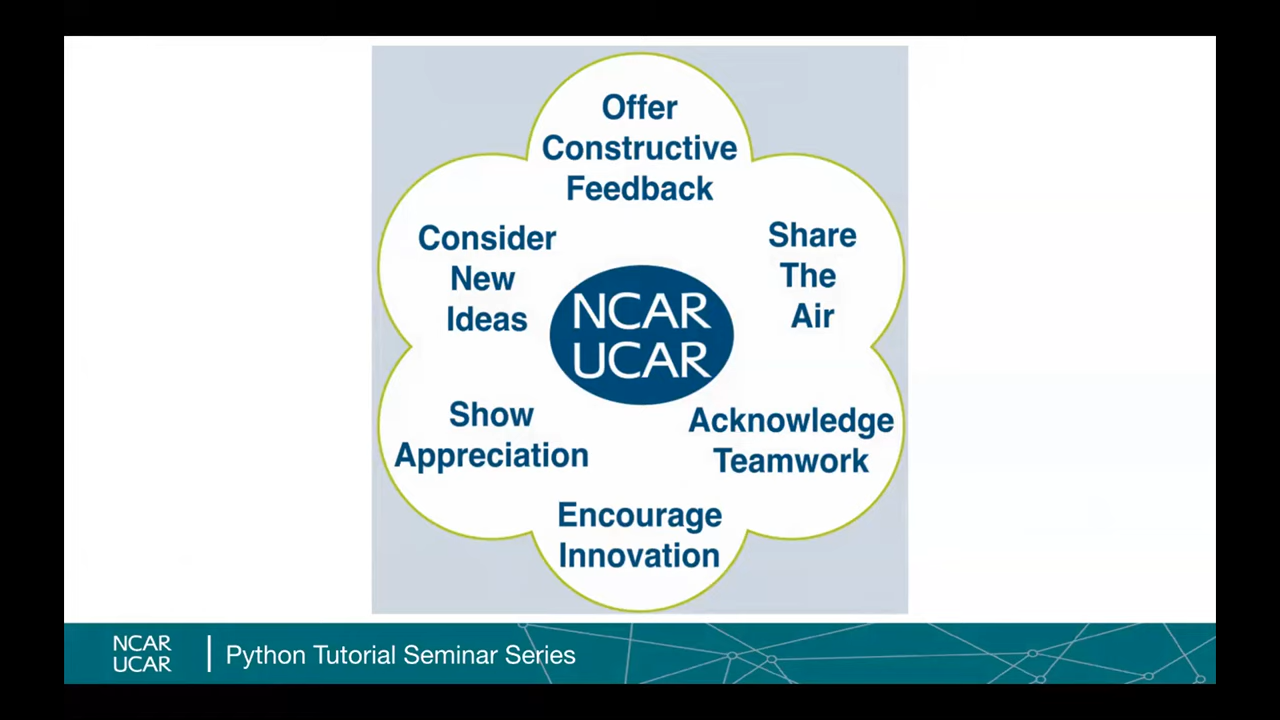 Offer
Constructive
Feedback
Consider
New
Ideas
Share
The
Air
NCAR
UCAR
Show
Appreciation
Acknowledge
Teamwork
Encourage
Innovation
NCAR
UCAR
Python Tutorial Seminar Series